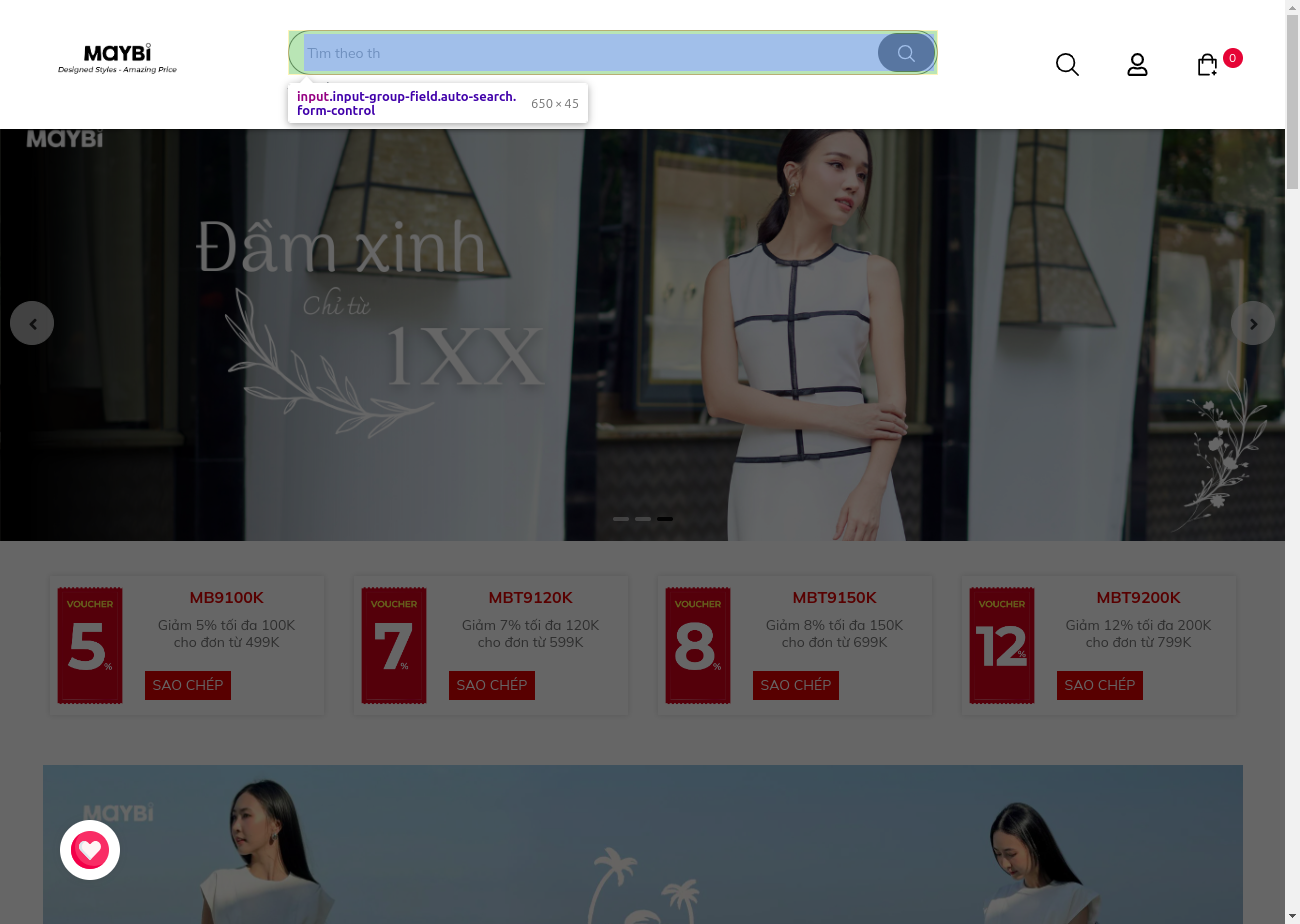 MAYBi
Designed Styles - Amazing Price
Tìm theo th
0
input.input-group-field.auto-search.
form-control
650 × 45
MAYBi
Đầm xinh
Chỉ từ
1XX
VOUCHER
5%
MB9100K
Giảm 5% tối đa 100K
cho đơn từ 499K
SAO CHÉP
VOUCHER
7%
MBT9120K
Giảm 7% tối đa 120K
cho đơn từ 599K
SAO CHÉP
VOUCHER
8%
MBT9150K
Giảm 8% tối đa 150K
cho đơn từ 699K
SAO CHÉP
VOUCHER
12%
MBT9200K
Giảm 12% tối đa 200K
cho đơn từ 799K
SAO CHÉP
MAYBi